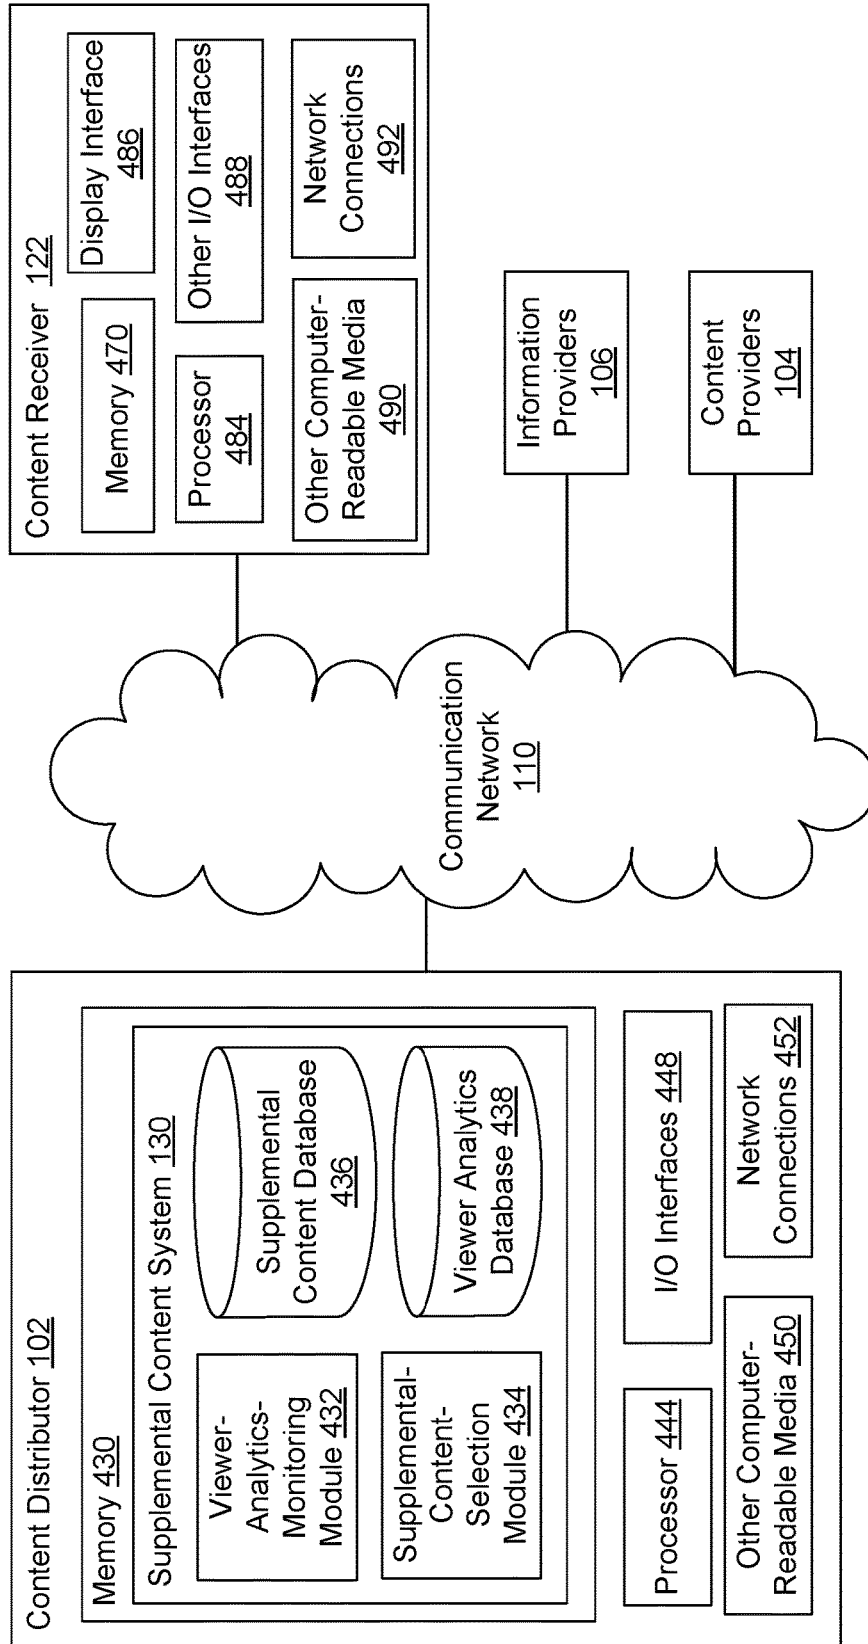 Content Distributor 102
Memory 430
Supplemental Content System 130
Viewer-
Analytics-
Monitoring
Module 432
Supplemental
Content Database
436
Supplemental-
Content-
Selection
Module 434
Viewer Analytics
Database 438
Processor 444
I/O Interfaces 448
Other Computer-
Readable Media 450
Network
Connections 452
Communication
Network
110
Content Receiver 122
Memory 470
Display Interface
486
Processor
484
Other I/O Interfaces
488
Other Computer-
Readable Media
490
Network
Connections
492
Information
Providers
106
Content
Providers
104